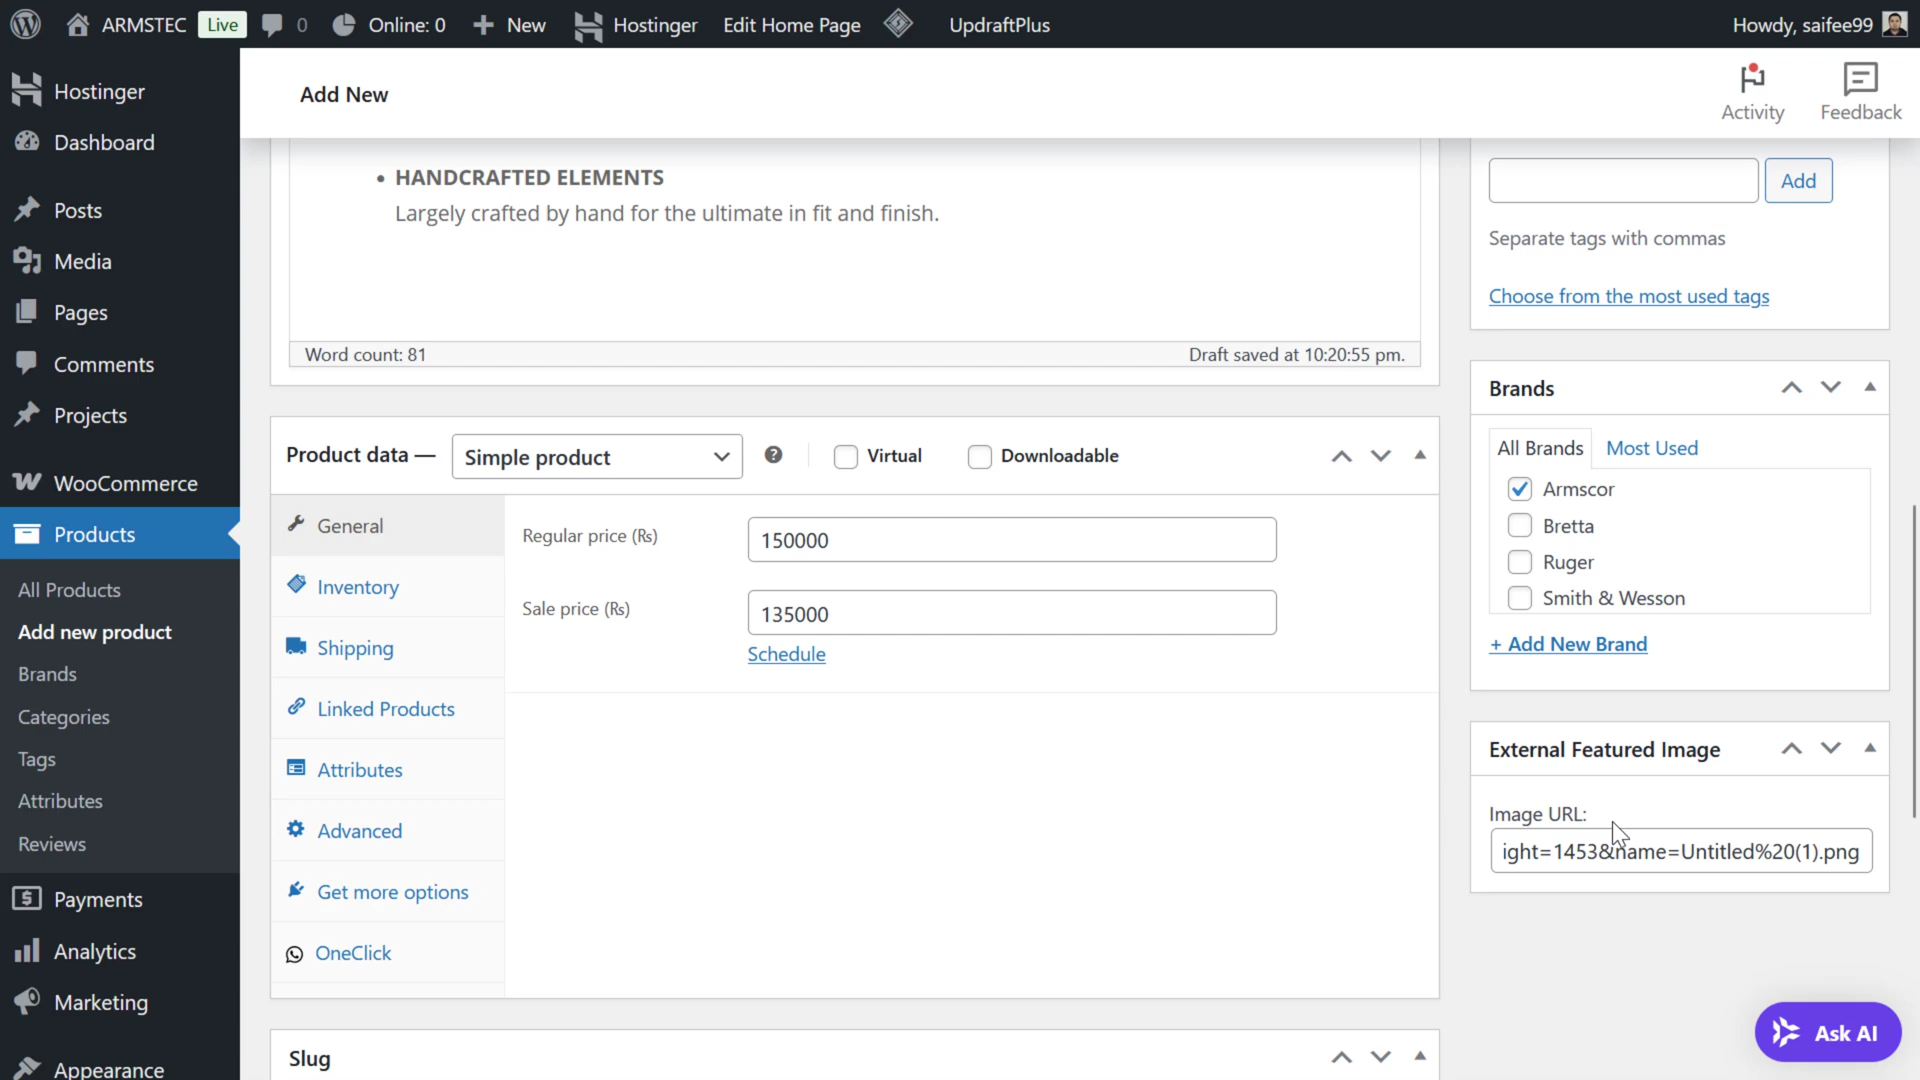 ARMSTEC Live 0 Online: 0 New Hostinger Edit Home Page UpdraftPlus Howdy, saifee99
Hostinger
Dashboard
Posts
Media
Pages
Comments
Projects
WooCommerce
Products
All Products
Add new product
Brands
Categories
Tags
Attributes
Reviews
Payments
Analytics
Marketing
Appearance
Add New
Activity
Feedback
• HANDCRAFTED ELEMENTS
Largely crafted by hand for the ultimate in fit and finish.
Word count: 81 Draft saved at 10:20:55 pm.
Product data — Simple product ? Virtual Downloadable
General
Inventory
Shipping
Linked Products
Attributes
Advanced
Get more options
OneClick
Regular price (₨) 150000
Sale price (₨) 135000
Schedule
Slug
Add
Separate tags with commas
Choose from the most used tags
Brands
All Brands Most Used
Armscor
Bretta
Ruger
Smith & Wesson
+ Add New Brand
External Featured Image
Image URL:
ight=1453&name=Untitled%20(1).png
Ask AI